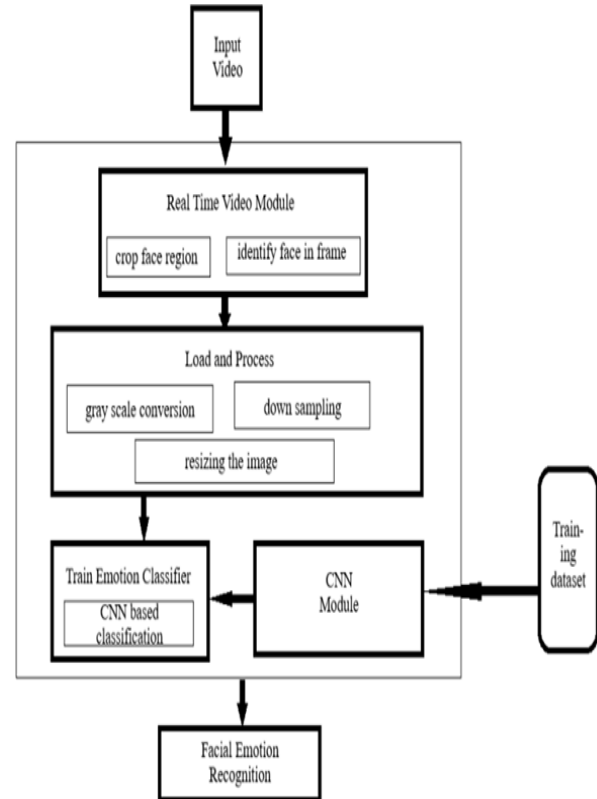 Input
Video
Real Time Video Module
crop face region
identify face in frame
Load and Process
gray scale conversion
down sampling
resizing the image
Train Emotion Classifier
CNN based
classification
CNN
Module
Train-
ing
dataset
Facial Emotion
Recognition